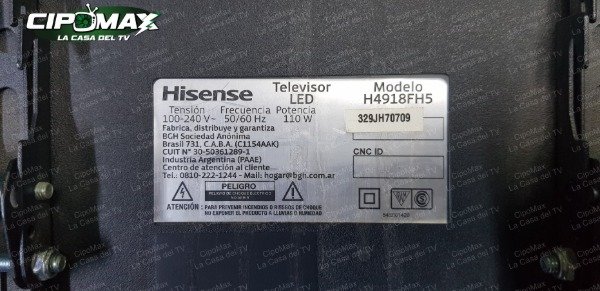 CIPOMAX
LA CASA DEL TV
Hisense
Televisor
LED
Modelo
H4918FH5
Tensión Frecuencia Potencia
100-240 V~ 50/60 Hz 110 W
329JH70709
Fabrica, distribuye y garantiza
BGH Sociedad Anónima
Brasil 731, C.A.B.A. (C1154AAK)
CUIT N° 30-50361289-1
Industria Argentina (PAAE)
Centro de atención al cliente
Tel. 0810-222-1244 - Mail: hogar@bgh.com.ar
CNC ID
PELIGRO
ATENCIÓN :
PARA PREVENIR INCENDIOS O RIESGOS DE CHOQUE
NO EXPONER EL PRODUCTO A LLUVIAS O HUMEDAD
CipoMax
La Casa del TV